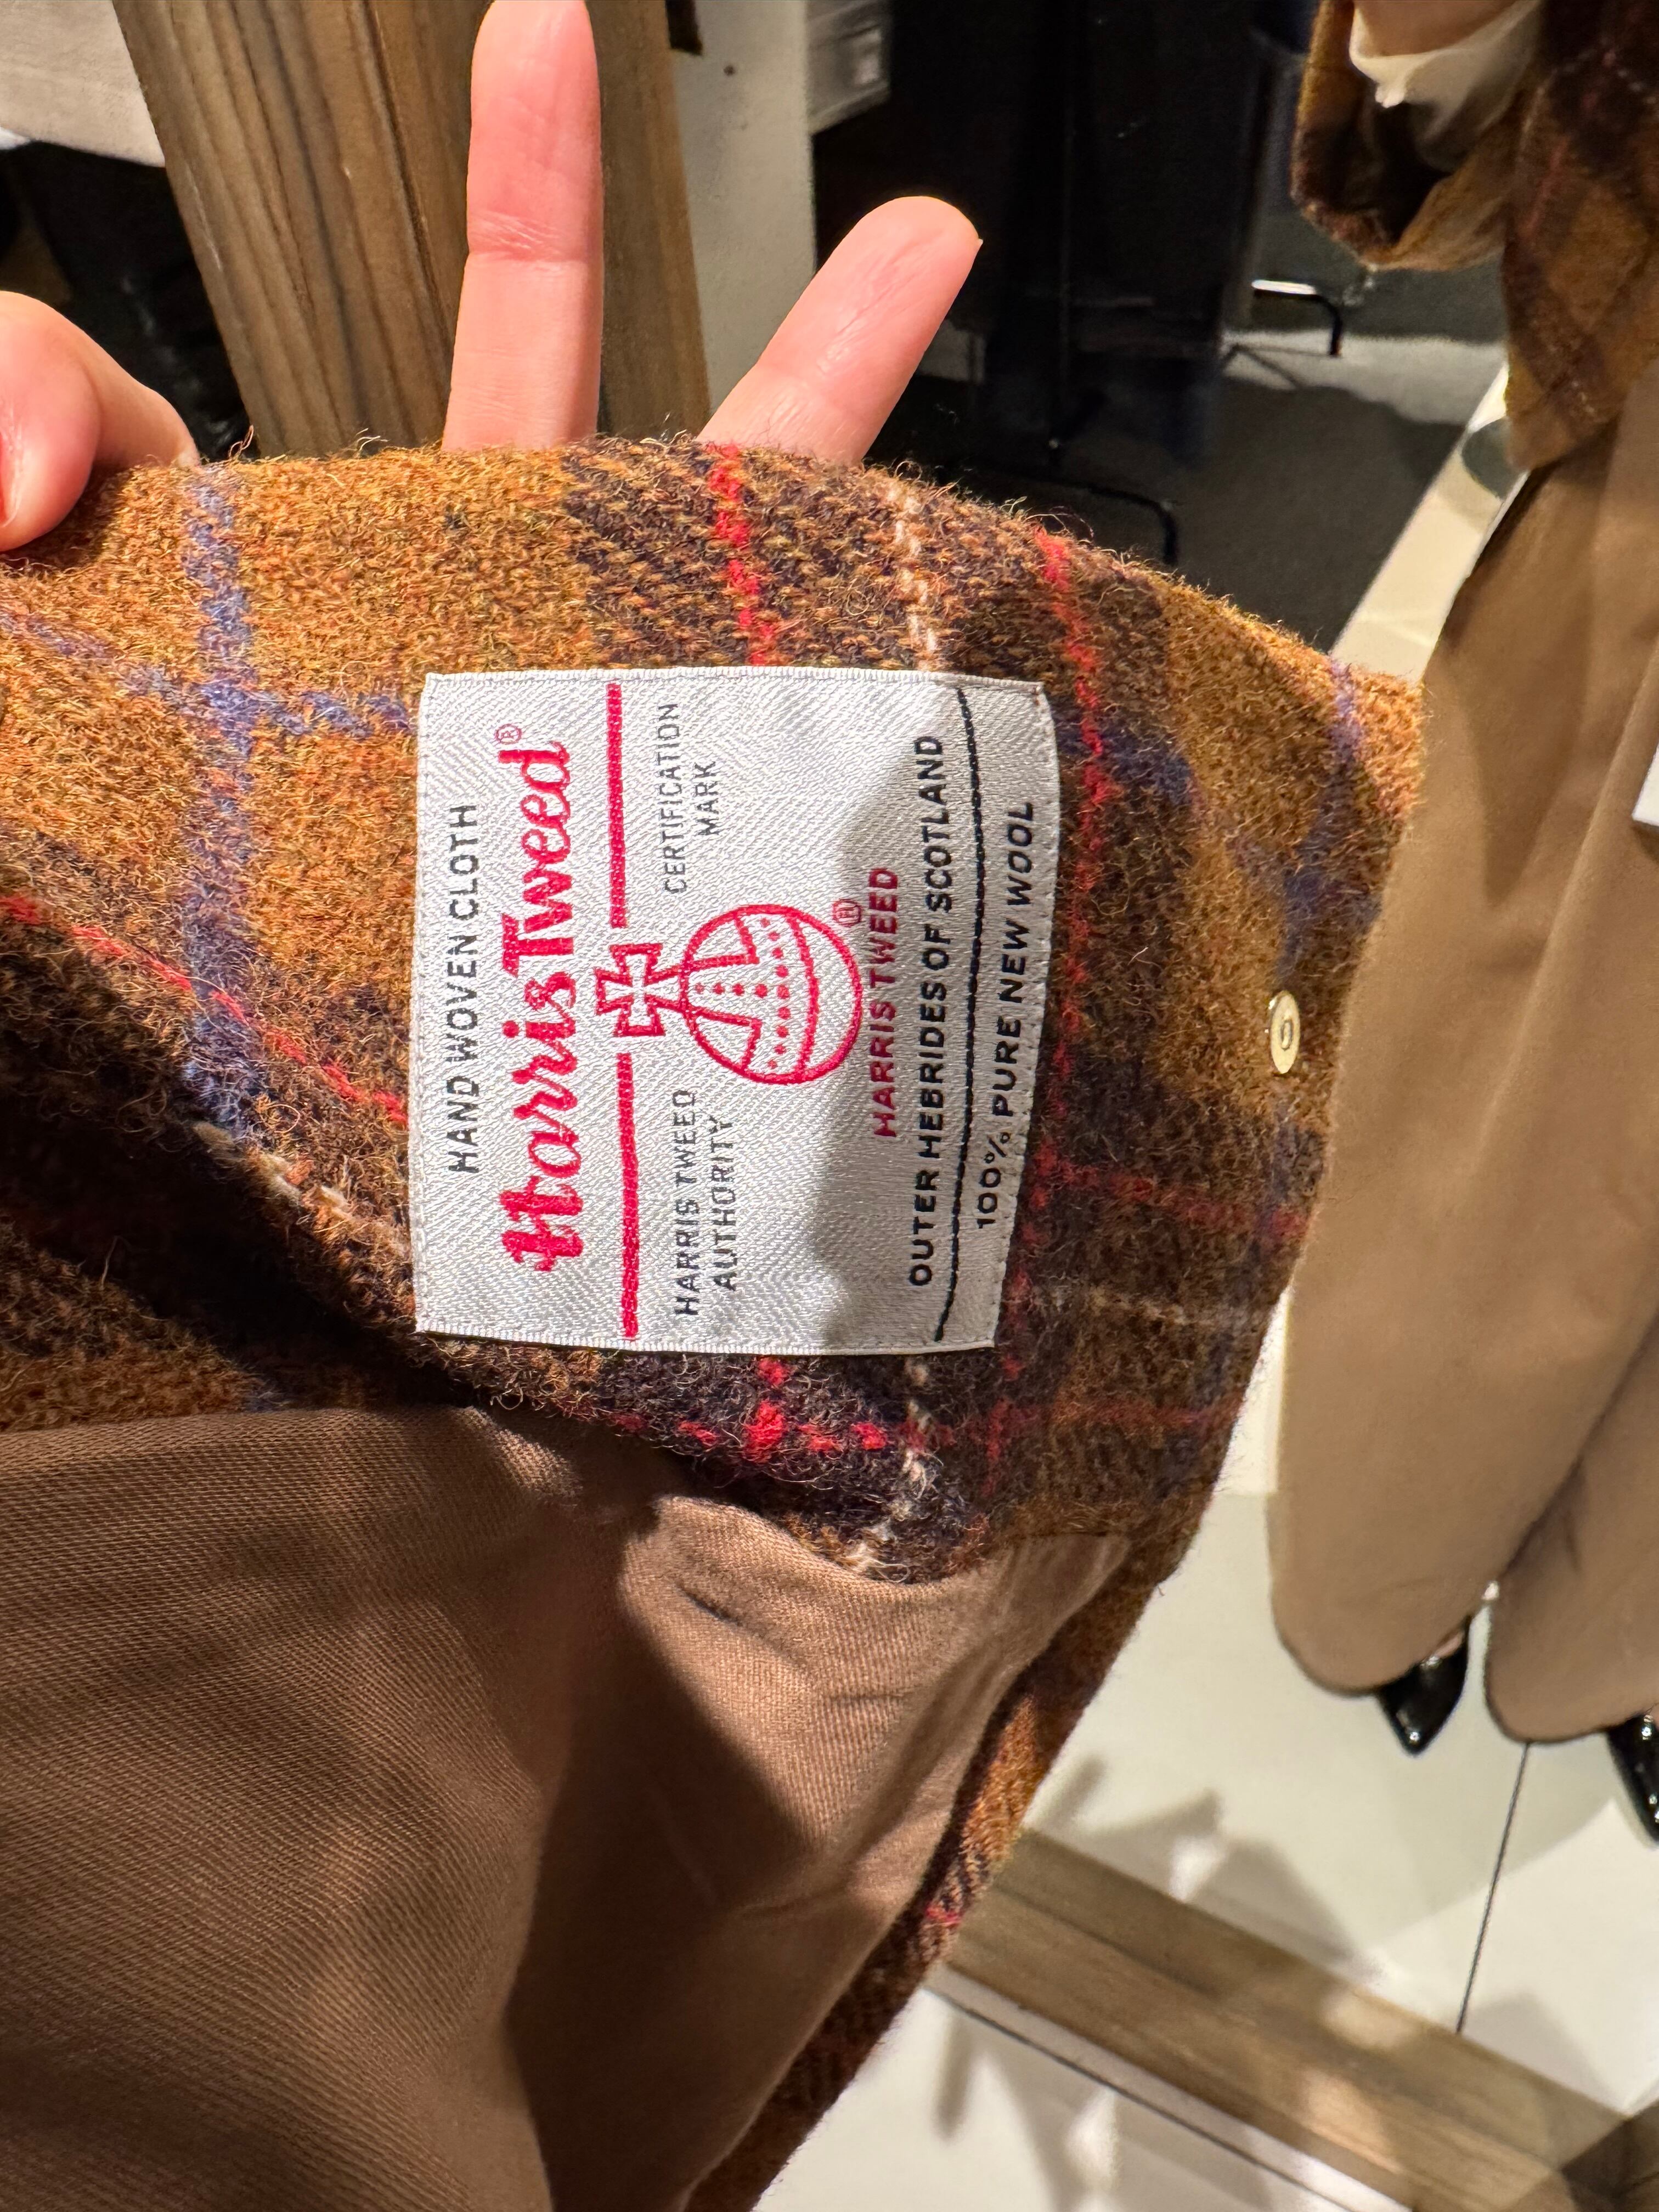 HAND WOVEN CLOTH
Harris Tweed®
HARRIS TWEED CERTIFICATION
AUTHORITY MARK
®
HARRIS TWEED
OUTER HEBRIDES OF SCOTLAND
100% PURE NEW WOOL